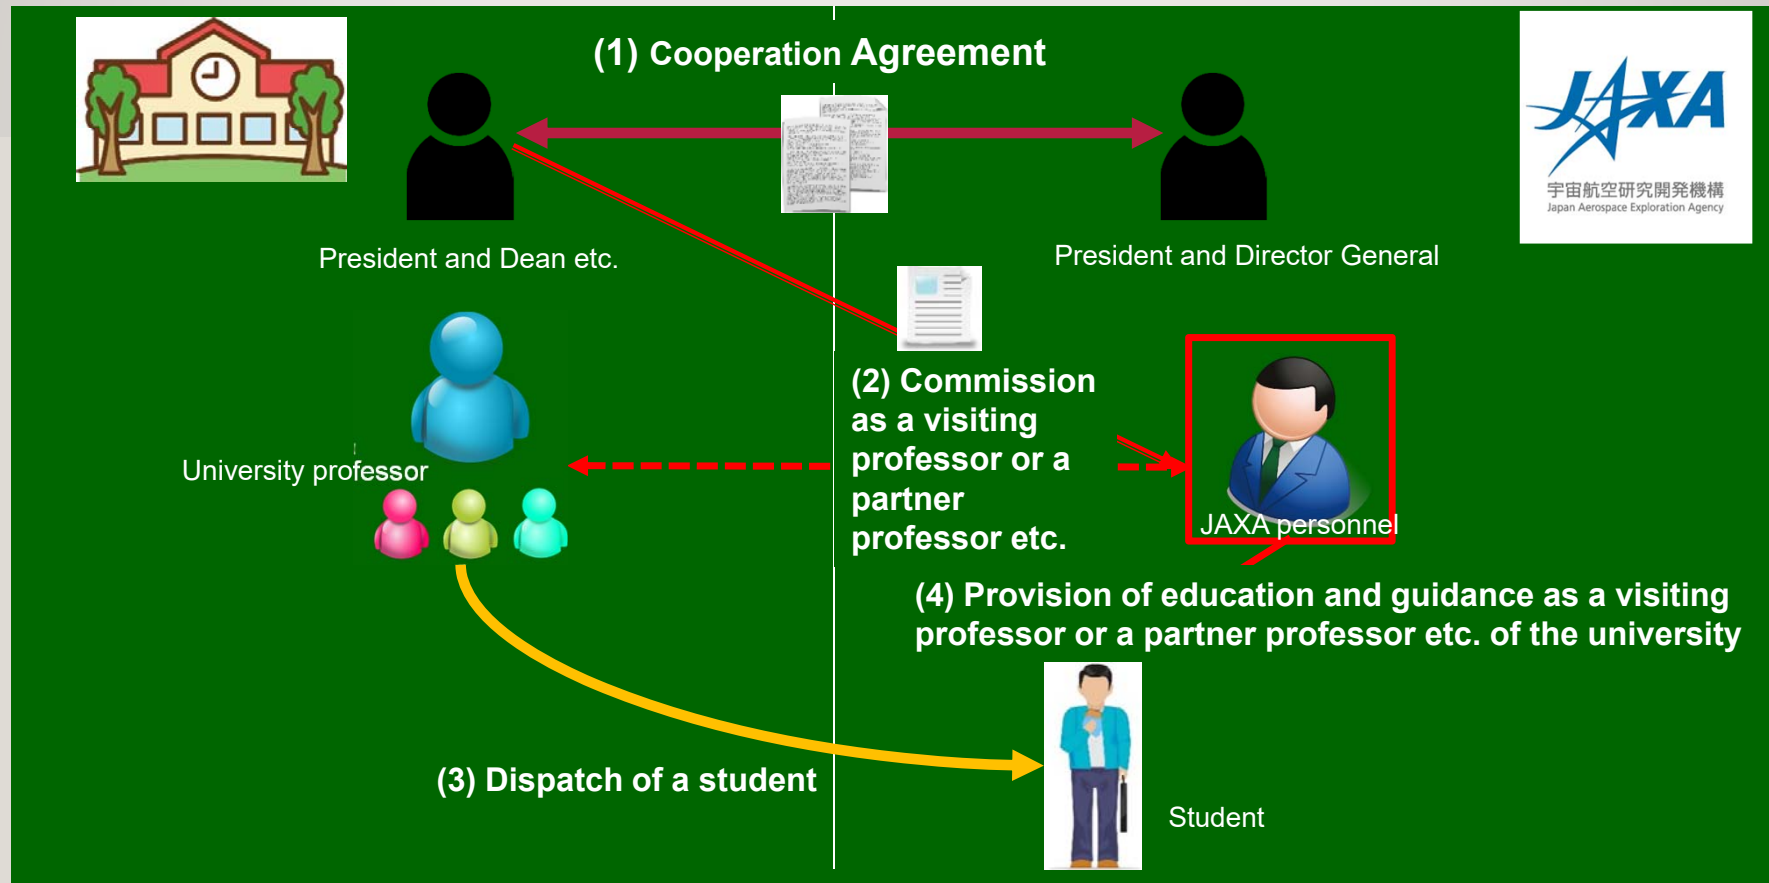 (1) Cooperation Agreement
JAXA
宇宙航空研究開発機構
Japan Aerospace Exploration Agency
President and Dean etc.
President and Director General
(2) Commission
as a visiting
professor or a
partner
professor etc.
University professor
JAXA personnel
(4) Provision of education and guidance as a visiting
professor or a partner professor etc. of the university
(3) Dispatch of a student
Student